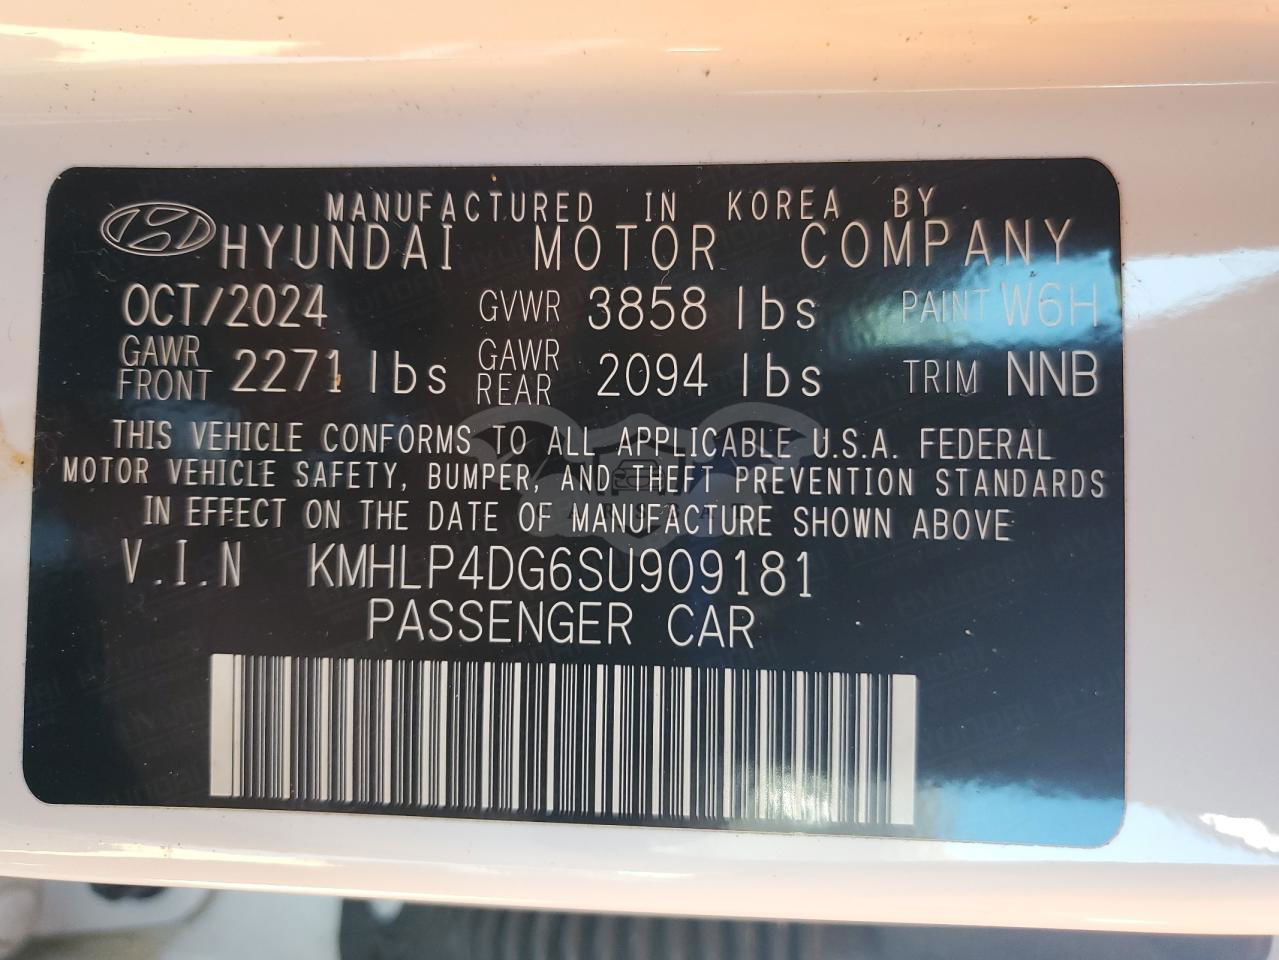 MANUFACTURED IN KOREA BY
HYUNDAI MOTOR COMPANY
OCT/2024 GVWR 3858 lbs PAINT W6H
GAWR FRONT 2271 lbs GAWR REAR 2094 lbs TRIM NNB
THIS VEHICLE CONFORMS TO ALL APPLICABLE U.S.A. FEDERAL
MOTOR VEHICLE SAFETY, BUMPER, AND THEFT PREVENTION STANDARDS
IN EFFECT ON THE DATE OF MANUFACTURE SHOWN ABOVE
V.I.N KMHLP4DG6SU909181
PASSENGER CAR